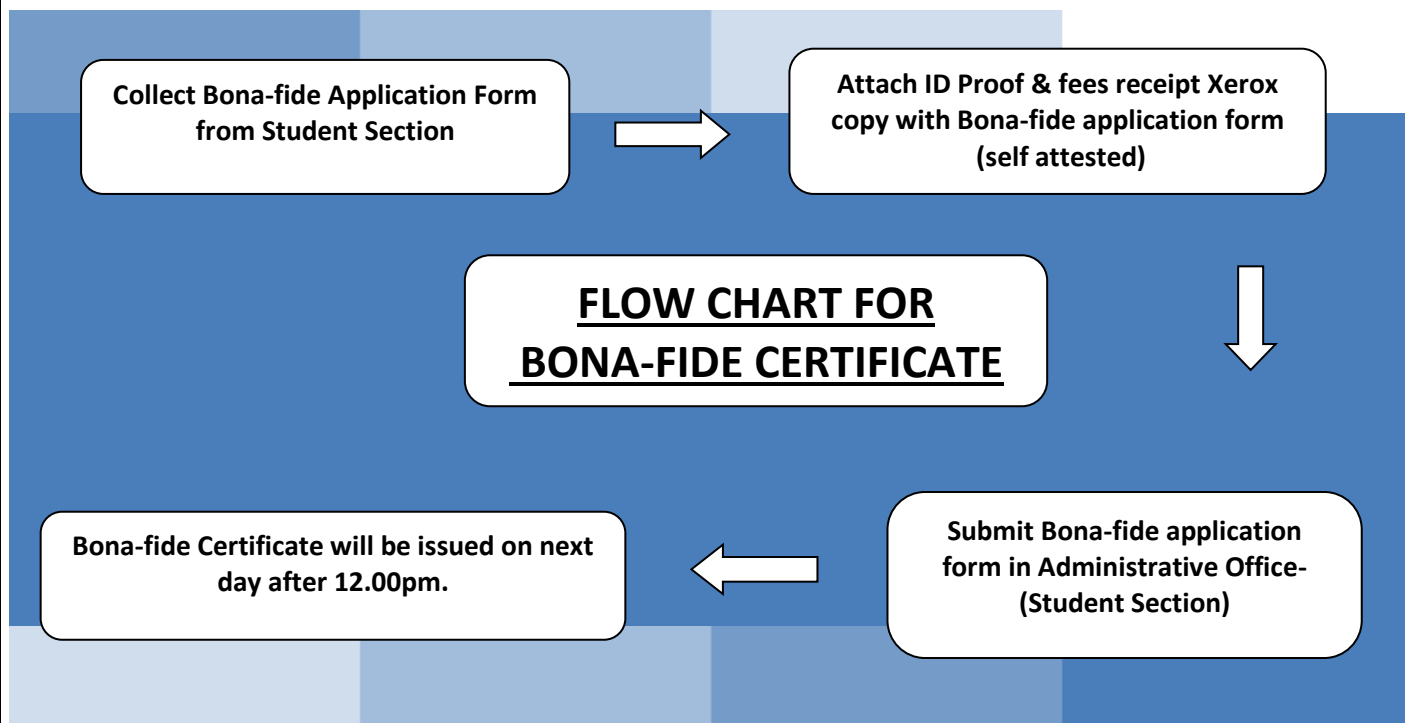 Collect Bona-fide Application Form
from Student Section
Attach ID Proof & fees receipt Xerox
copy with Bona-fide application form
(self attested)
FLOW CHART FOR
BONA-FIDE CERTIFICATE
Submit Bona-fide application
form in Administrative Office-
(Student Section)
Bona-fide Certificate will be issued on next
day after 12.00pm.